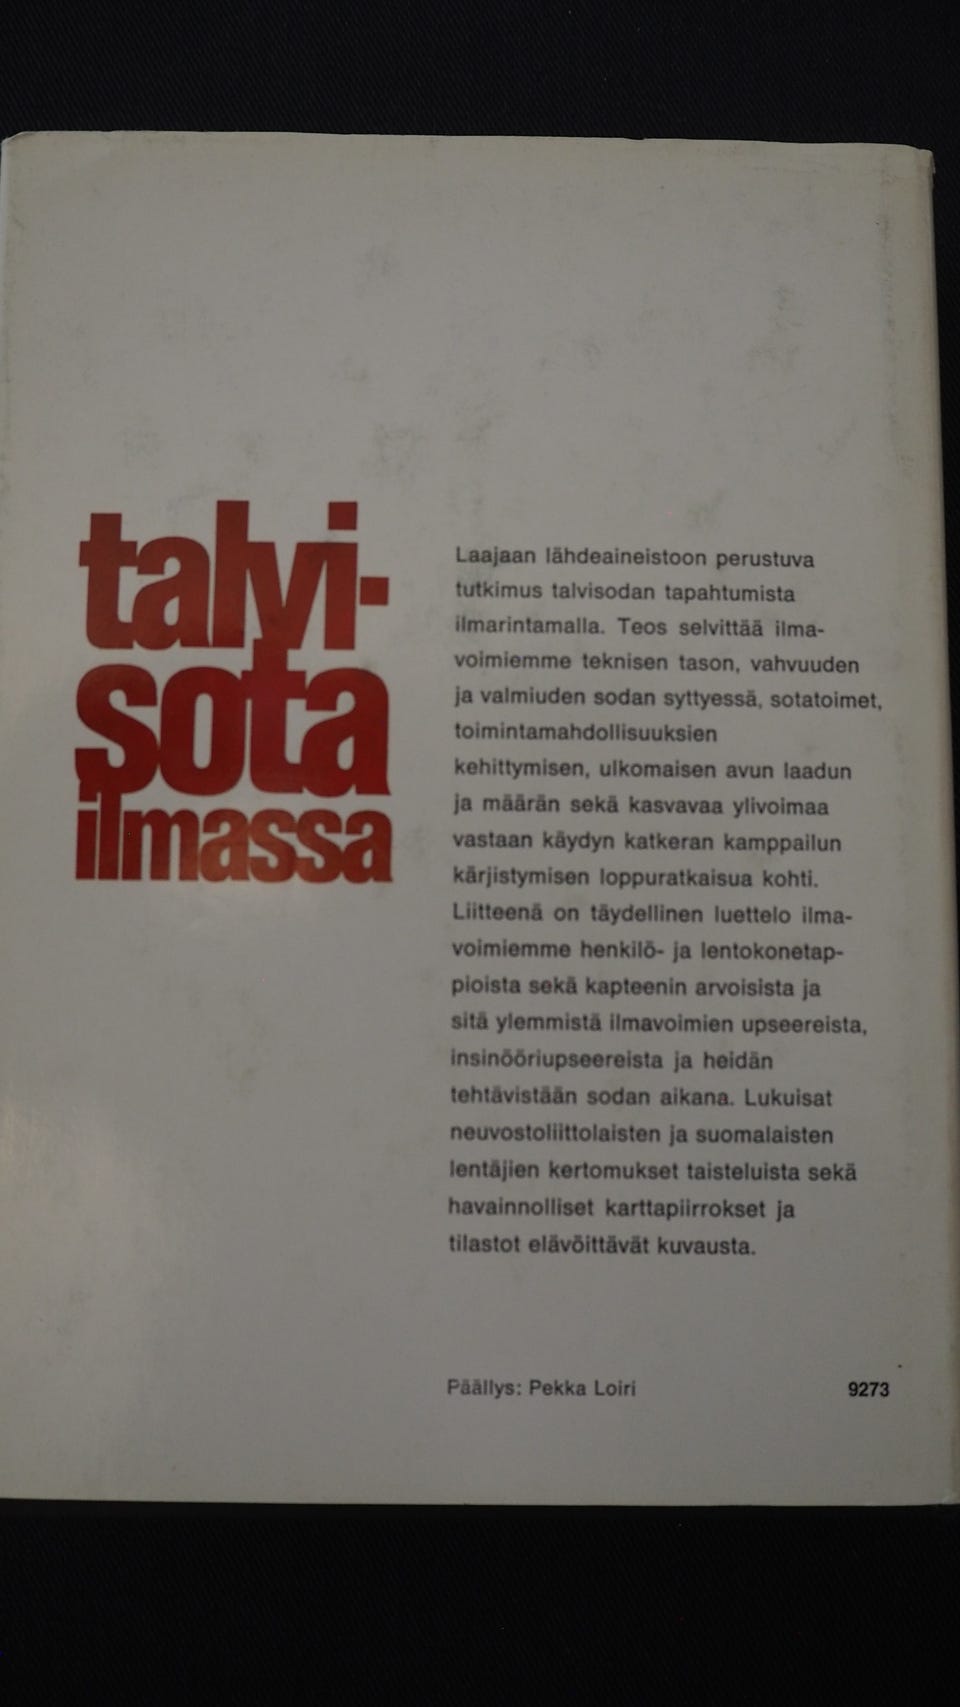 talvi-
sota
ilmassa
Laajaan lähdeaineistoon perustuva
tutkimus talvisodan tapahtumista
ilmarintamalla. Teos selvittää ilma-
voimiemme teknisen tason, vahvuuden
ja valmiuden sodan syttyessä, sotatoimet,
toimintamahdollisuuksien
kehittymisen, ulkomaisen avun laadun
ja määrän sekä kasvavaa ylivoimaa
vastaan käydyn katkeran kamppailun
kärjistymisen loppuratkaisua kohti.
Liitteenä on täydellinen luettelo ilma-
voimiemme henkilö- ja lentokonetap-
pioista sekä kapteenin arvoisista ja
sitä ylemmistä ilmavoimien upseereista,
insinööriupseereista ja heidän
tehtävistään sodan aikana. Lukuisat
neuvostoliittolaisten ja suomalaisten
lentäjien kertomukset taisteluista sekä
havainnolliset karttapiirrokset ja
tilastot elävöittävät kuvausta.
Päällys: Pekka Loiri
9273